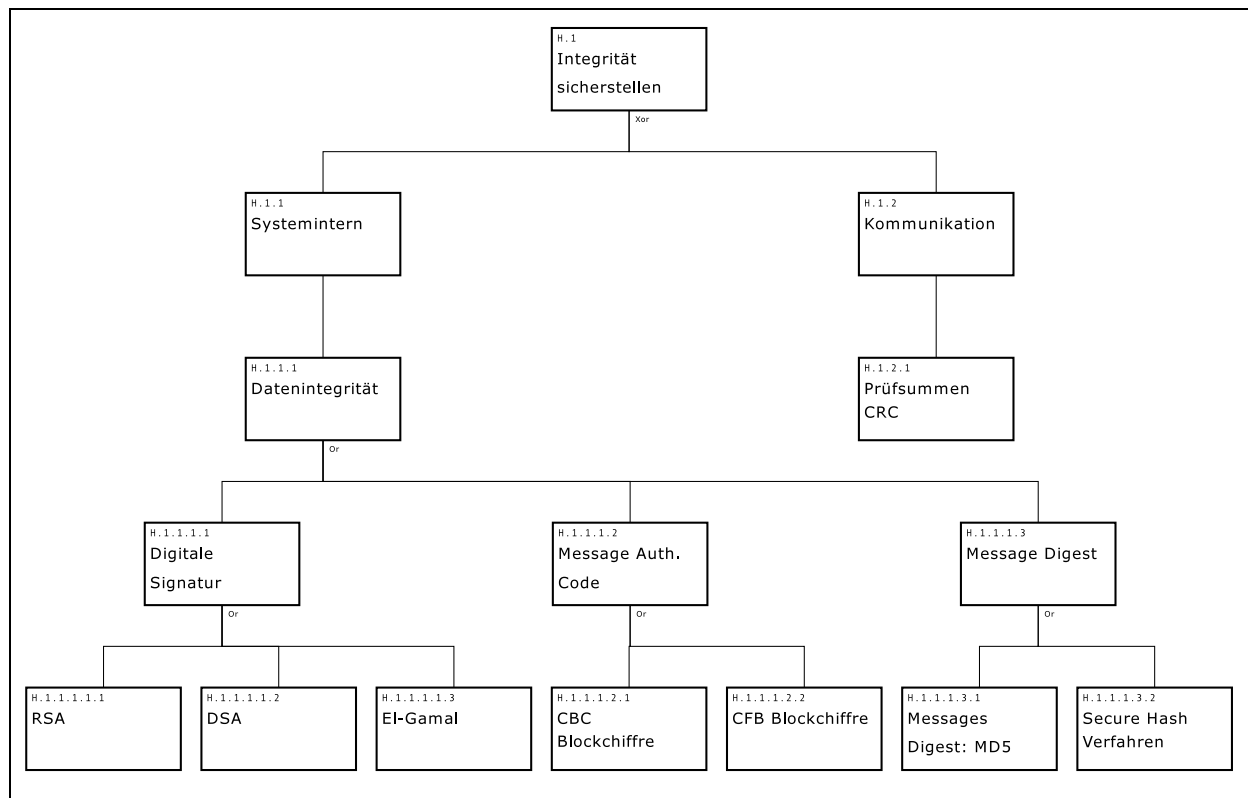 H.1
Integrität
sicherstellen
Xor
H.1.1
Systemintern
H.1.2
Kommunikation
H.1.1.1
Datenintegrität
Or
H.1.2.1
Prüfsummen
CRC
H.1.1.1.1
Digitale
Signatur
Or
H.1.1.1.2
Message Auth.
Code
Or
H.1.1.1.3
Message Digest
Or
H.1.1.1.1.1
RSA
H.1.1.1.1.2
DSA
H.1.1.1.1.3
El-Gamal
H.1.1.1.2.1
CBC
Blockchiffre
H.1.1.1.2.2
CFB Blockchiffre
H.1.1.1.3.1
Messages
Digest: MD5
H.1.1.1.3.2
Secure Hash
Verfahren